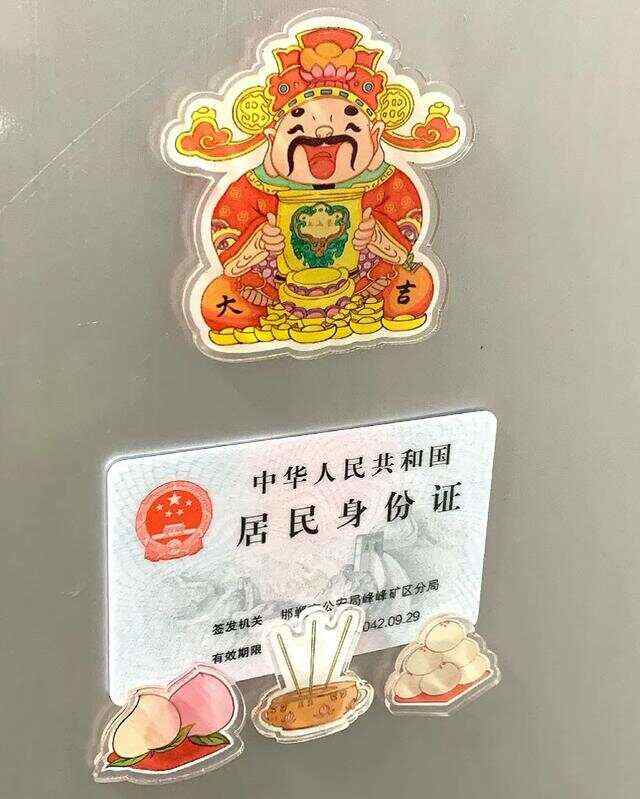 大 吉
中华人民共和国
居民身份证
签发机关 邯郸 公安局峰峰矿区分局
有效期限 042.09.29